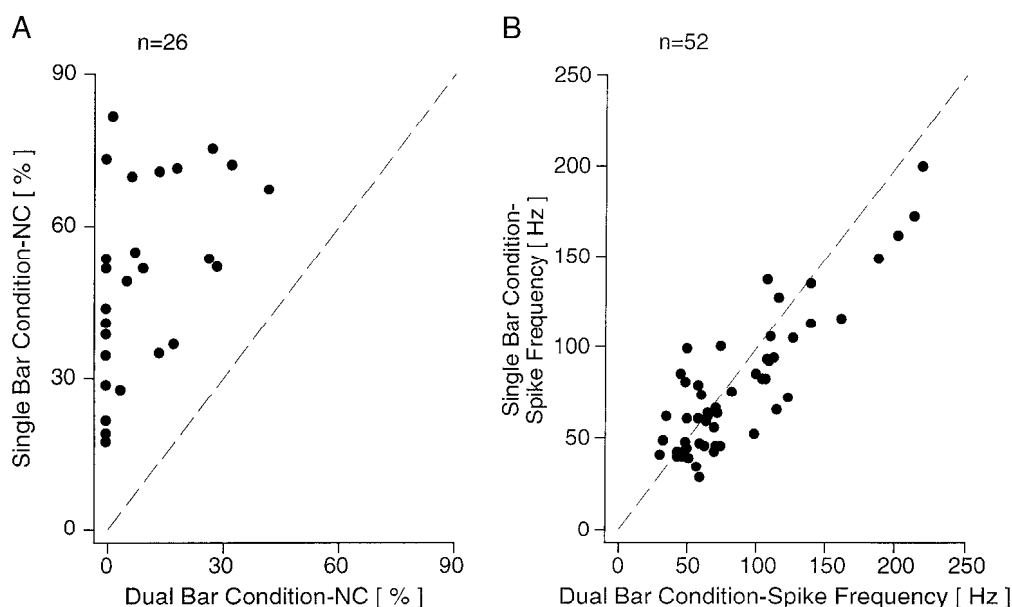 A
n=26
90
60
30
0
0
30
60
90
Single Bar Condition-NC [ % ]
Dual Bar Condition-NC [ % ]
B
n=52
250
200
150
100
50
0
0
50
100
150
200
250
Single Bar Condition-
Spike Frequency [ Hz ]
Dual Bar Condition-Spike Frequency [ Hz ]